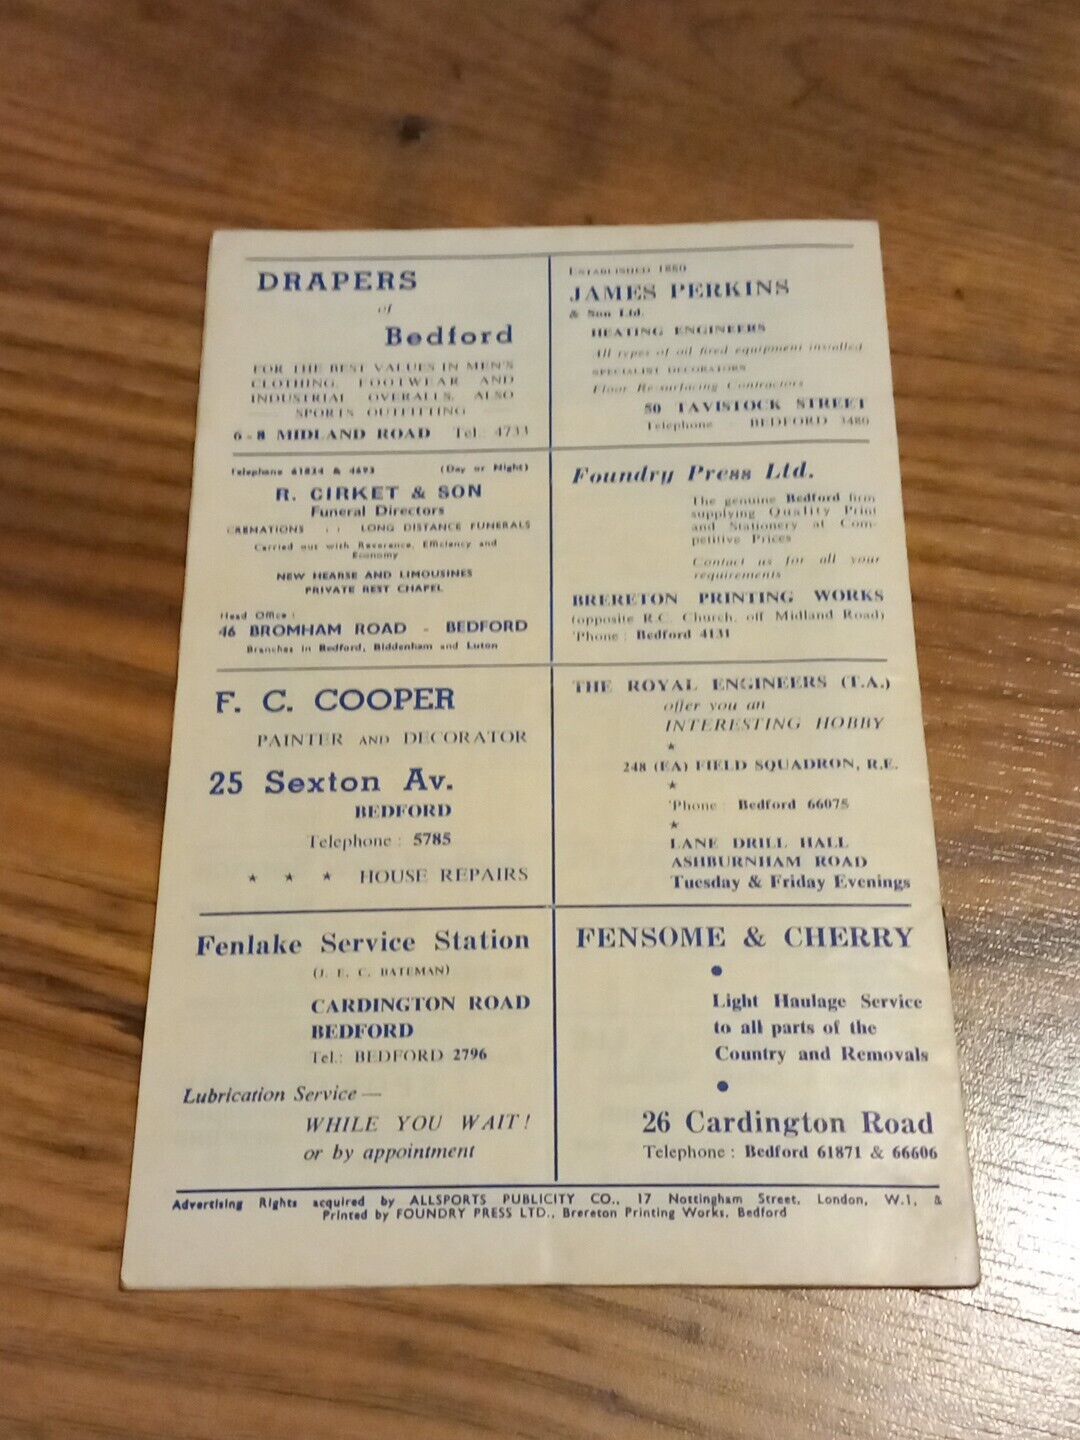 DRAPERS
of
Bedford
FOR THE BEST VALUES IN MEN'S
CLOTHING, FOOTWEAR AND
INDUSTRIAL OVERALLS, ALSO
SPORTS OUTFITTING
6-8 MIDLAND ROAD Tel. 4733
Telephone 61834 & 4693 (Day or Night)
R. CIRKET & SON
Funeral Directors
CREMATIONS : : LONG DISTANCE FUNERALS
Carried out with Reverence, Efficiency and
Economy
NEW HEARSE AND LIMOUSINES
PRIVATE REST CHAPEL
Head Office :
46 BROMHAM ROAD - BEDFORD
Branches in Bedford, Biddenham and Luton
F. C. COOPER
PAINTER AND DECORATOR
25 Sexton Av.
BEDFORD
Telephone : 5785
★ ★ ★ HOUSE REPAIRS
Fenlake Service Station
(J. E. C. BATEMAN)
CARDINGTON ROAD
BEDFORD
Tel.: BEDFORD 2796
Lubrication Service —
WHILE YOU WAIT!
or by appointment
ESTABLISHED 1880
JAMES PERKINS
& Son Ltd.
HEATING ENGINEERS
All types of oil fired equipment installed
SPECIALIST DECORATORS
Floor Re-surfacing Contractors
50 TAVISTOCK STREET
Telephone BEDFORD 3480
Foundry Press Ltd.
The genuine Bedford firm
supplying Quality Print
and Stationery at Com-
petitive Prices
Contact us for all your
requirements
BRERETON PRINTING WORKS
(opposite R.C. Church, off Midland Road)
'Phone : Bedford 4131
THE ROYAL ENGINEERS (T.A.)
offer you an
INTERESTING HOBBY
★
248 (EA) FIELD SQUADRON, R.E.
★
'Phone : Bedford 66075
★
LANE DRILL HALL
ASHBURNHAM ROAD
Tuesday & Friday Evenings
FENSOME & CHERRY
●
Light Haulage Service
to all parts of the
Country and Removals
●
26 Cardington Road
Telephone : Bedford 61871 & 66606
Advertising Rights acquired by ALLSPORTS PUBLICITY CO., 17 Nottingham Street, London, W.1, &
Printed by FOUNDRY PRESS LTD., Brereton Printing Works, Bedford